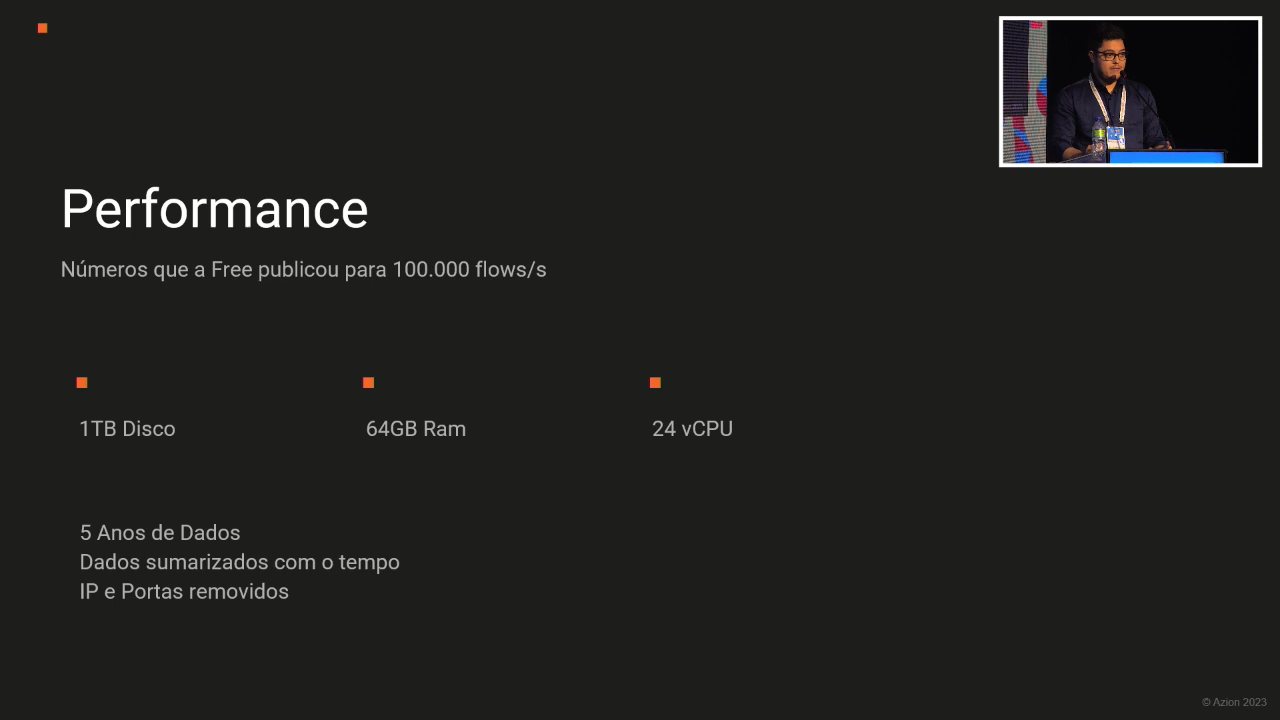 Performance
Números que a Free publicou para 100.000 flows/s
1TB Disco
64GB Ram
24 vCPU
5 Anos de Dados
Dados sumarizados com o tempo
IP e Portas removidos
© Azion 2023